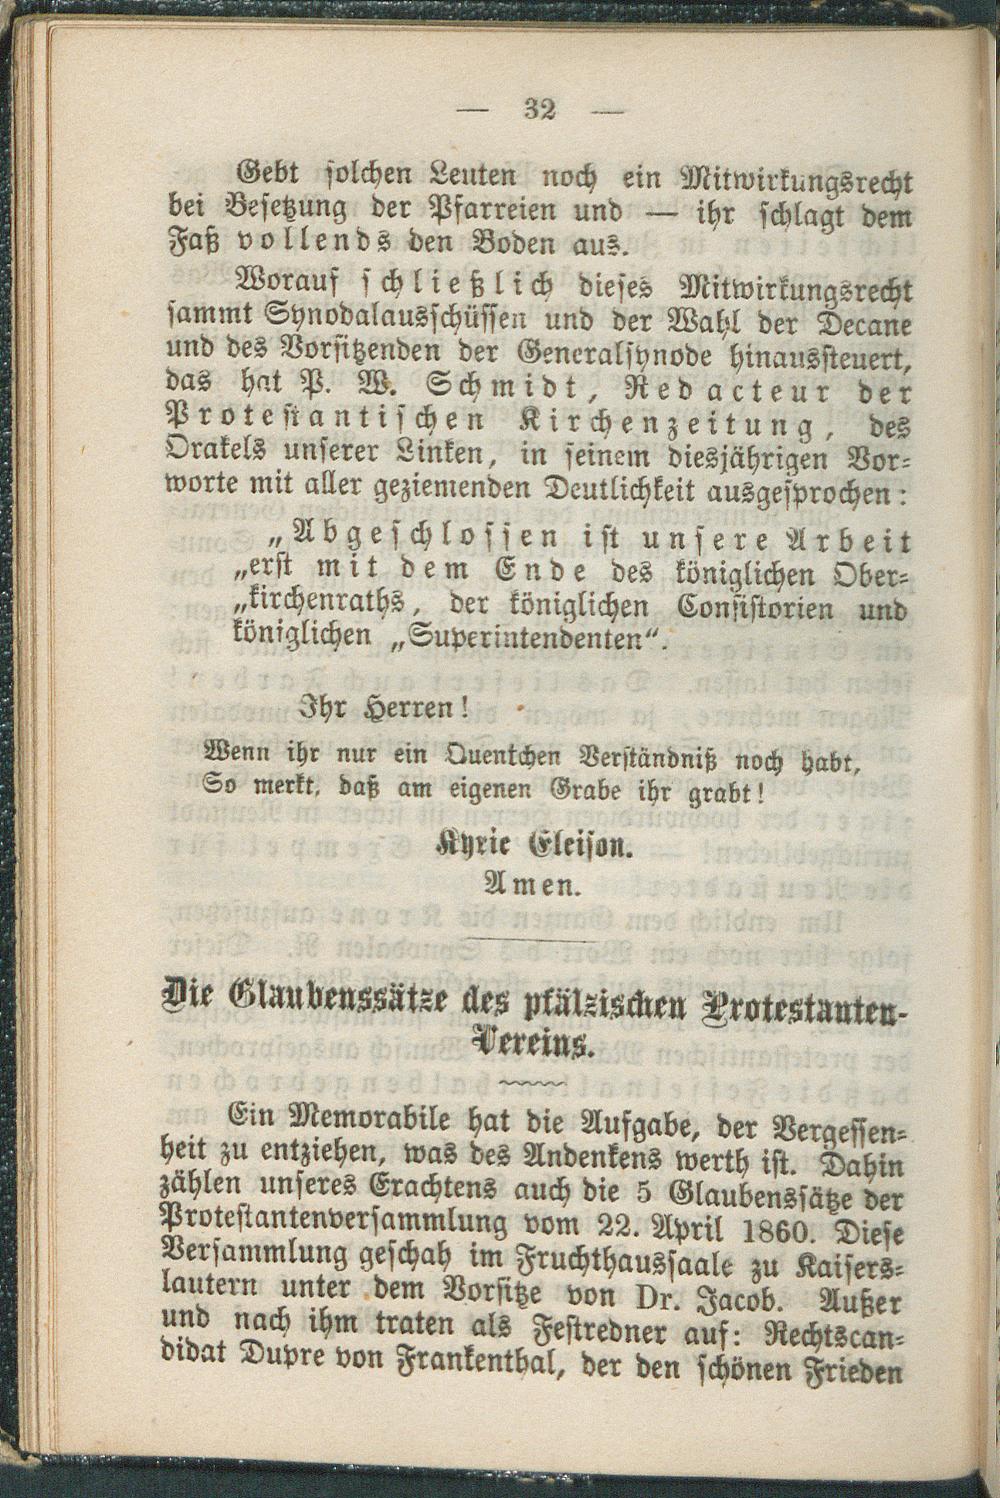 — 32 —
Gebt solchen Leuten noch ein Mitwirkungsrecht
bei Besetzung der Pfarreien und — ihr schlagt dem
Faß vollends den Boden aus.
Worauf schließlich dieses Mitwirkungsrecht
sammt Synodalausschüssen und der Wahl der Decane
und des Vorsitzenden der Generalsynode hinaussteuert,
das hat P. W. Schmidt, Redacteur der
Protestantischen Kirchenzeitung, des
Orakels unserer Linken, in seinem diesjährigen Vor-
worte mit aller geziemenden Deutlichkeit ausgesprochen:
„Abgeschlossen ist unsere Arbeit
„erst mit dem Ende des königlichen Ober-
„kirchenraths, der königlichen Consistorien und
königlichen „Superintendenten“.
Ihr Herren!
Wenn ihr nur ein Quentchen Verständniß noch habt,
So merkt, daß am eigenen Grabe ihr grabt!
Kyrie Eleison.
Amen.
Die Glaubenssätze des pfälzischen Protestanten-
Vereins.
Ein Memorabile hat die Aufgabe, der Vergessen-
heit zu entziehen, was des Andenkens werth ist. Dahin
zählen unseres Erachtens auch die 5 Glaubenssätze der
Protestantenversammlung vom 22. April 1860. Diese
Versammlung geschah im Fruchthaussaale zu Kaisers-
lautern unter dem Vorsitze von Dr. Jacob. Außer
und nach ihm traten als Festredner auf: Rechtscan-
didat Dupre von Frankenthal, der den schönen Frieden